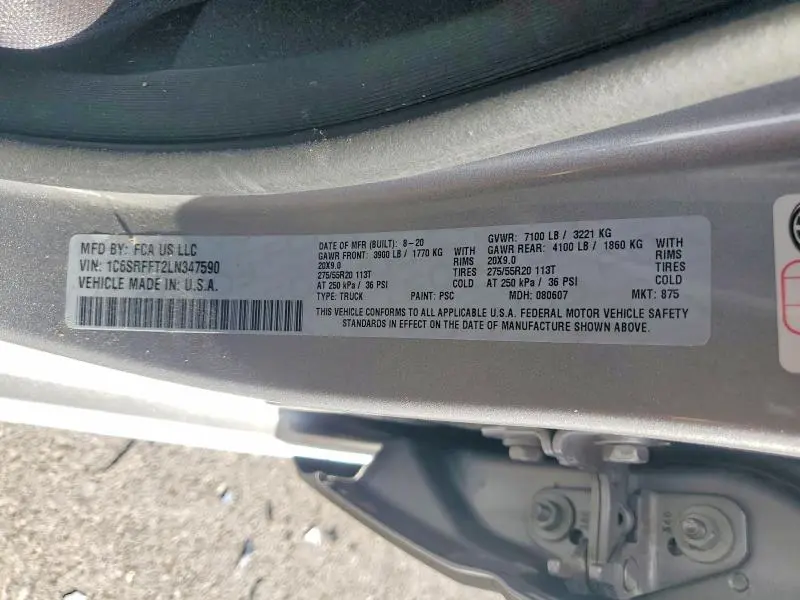 MFD BY: FCA US LLC
VIN: 1C6SRFFT2LN347590
VEHICLE MADE IN: U.S.A.
DATE OF MFR (BUILT): 8-20
GAWR FRONT: 3900 LB / 1770 KG WITH
20X9.0 RIMS
275/55R20 113T TIRES
AT 250 kPa / 36 PSI COLD
TYPE: TRUCK PAINT: PSC
GVWR: 7100 LB / 3221 KG
GAWR REAR: 4100 LB / 1860 KG WITH
20X9.0 RIMS
275/55R20 113T TIRES
AT 250 kPa / 36 PSI COLD
MDH: 080607 MKT: 875
THIS VEHICLE CONFORMS TO ALL APPLICABLE U.S.A. FEDERAL MOTOR VEHICLE SAFETY
STANDARDS IN EFFECT ON THE DATE OF MANUFACTURE SHOWN ABOVE.